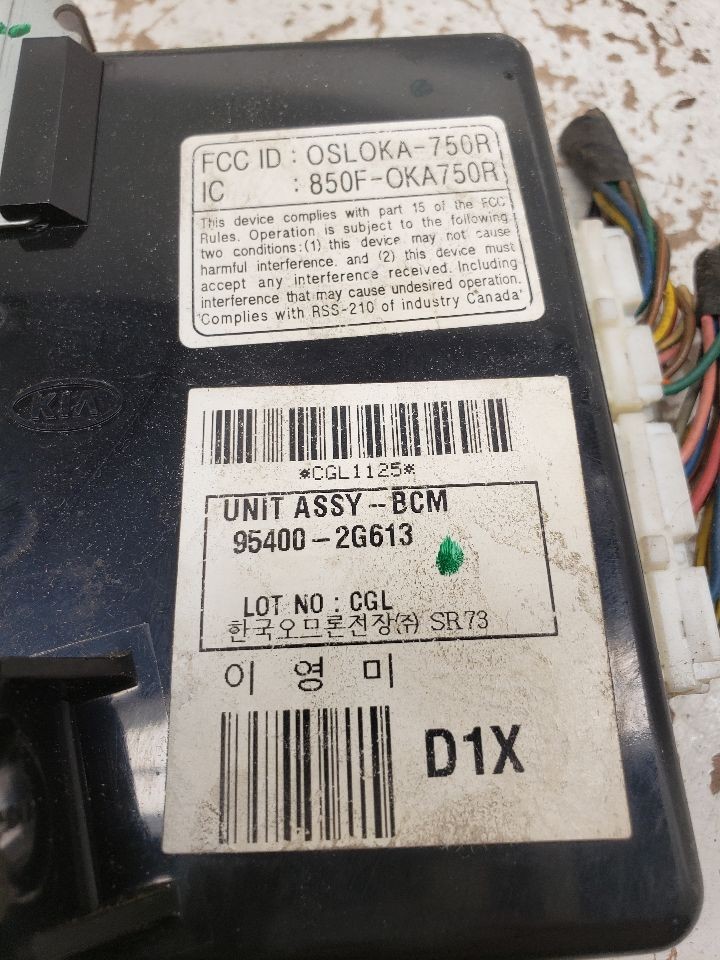 FCC ID : OSLOKA-750R
IC : 850F-OKA750R
This device complies with part 15 of the FCC
Rules. Operation is subject to the following
two conditions:(1) this device may not cause
harmful interference. and (2) this device must
accept any interference received. Including
interference that may cause undesired operation.
"Complies with RSS-210 of industry Canada"
KIA
*CGL1125*
UNIT ASSY-BCM
95400-2G613
LOT NO : CGL
한국오므론전장(주) SR73
이 영 미
D1X